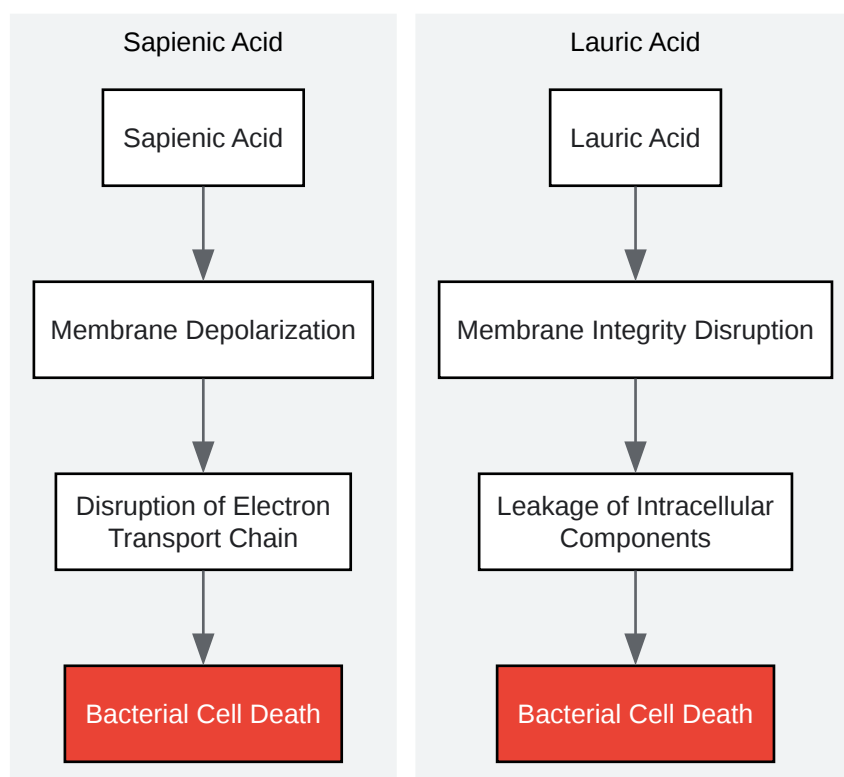 Sapienic Acid
Sapienic Acid
Membrane Depolarization
Disruption of Electron
Transport Chain
Bacterial Cell Death
Lauric Acid
Lauric Acid
Membrane Integrity Disruption
Leakage of Intracellular
Components
Bacterial Cell Death